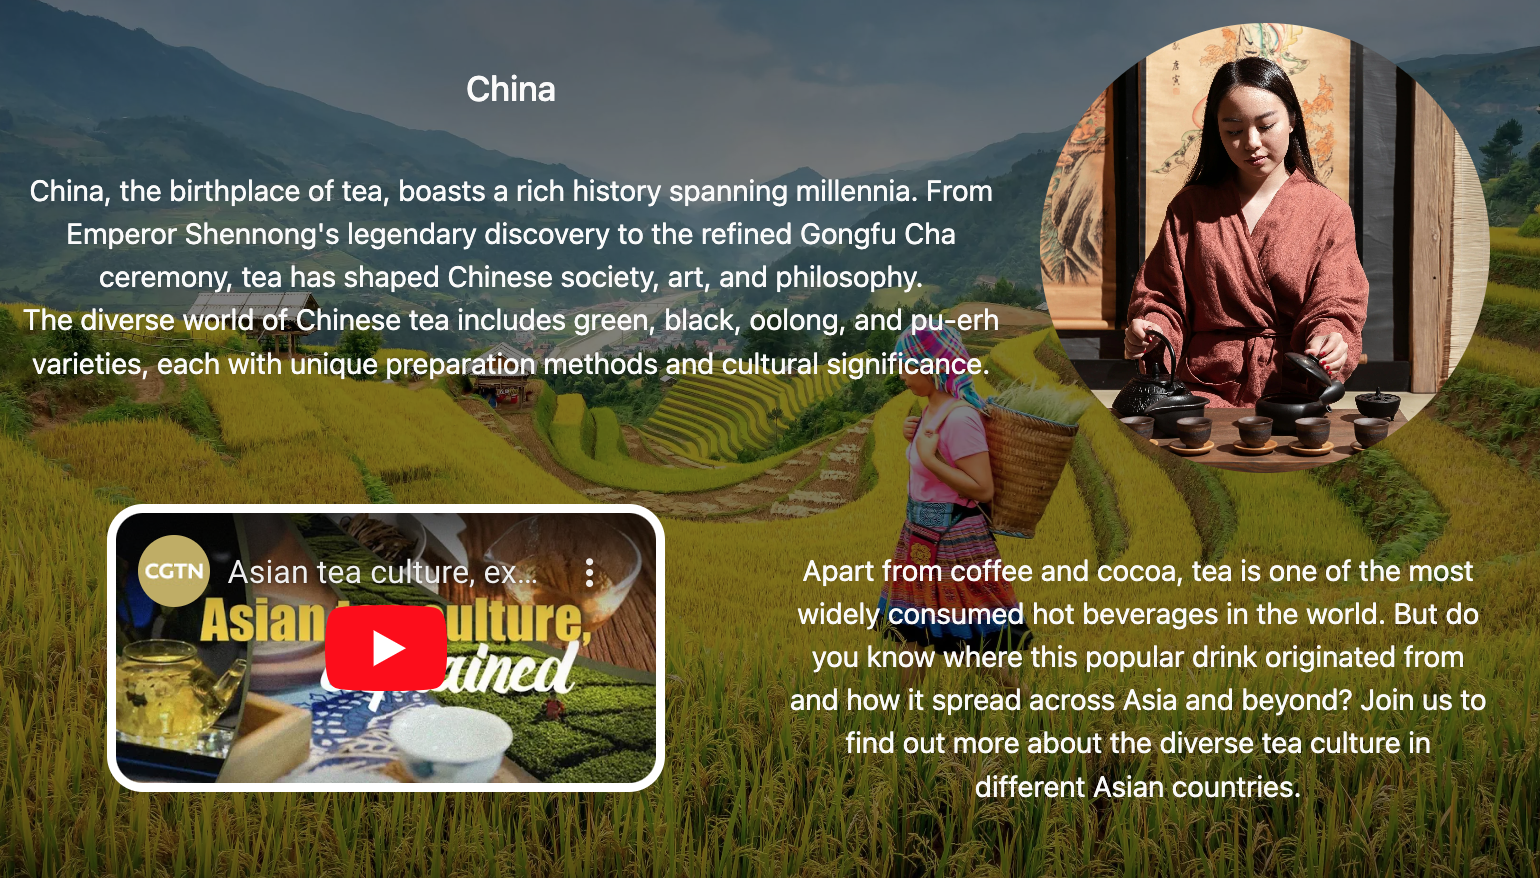 China
China, the birthplace of tea, boasts a rich history spanning millennia. From
Emperor Shennong's legendary discovery to the refined Gongfu Cha
ceremony, tea has shaped Chinese society, art, and philosophy.
The diverse world of Chinese tea includes green, black, oolong, and pu-erh
varieties, each with unique preparation methods and cultural significance.
CGTN
Asian tea culture, ex...
Asian
ulture,
ained
Apart from coffee and cocoa, tea is one of the most
widely consumed hot beverages in the world. But do
you know where this popular drink originated from
and how it spread across Asia and beyond? Join us to
find out more about the diverse tea culture in
different Asian countries.